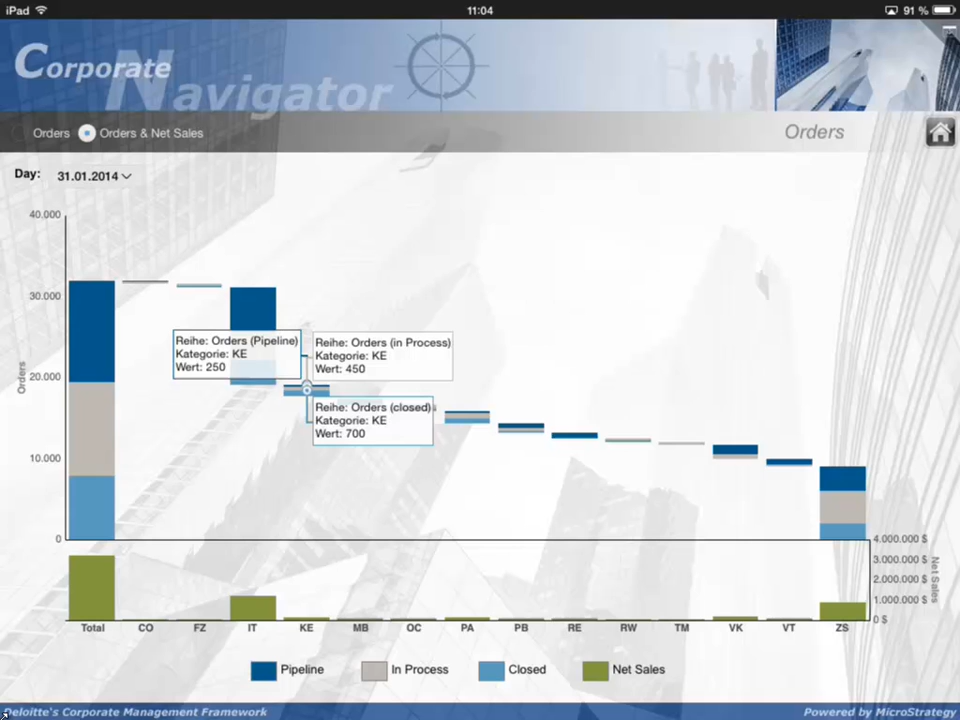 iPad 11:04 91 %
Corporate
Navigator
Orders Orders & Net Sales Orders
Day: 31.01.2014
40.000
30.000
20.000
10.000
0
Orders
Reihe: Orders (Pipeline)
Kategorie: KE
Wert: 250
Reihe: Orders (in Process)
Kategorie: KE
Wert: 450
Reihe: Orders (closed)
Kategorie: KE
Wert: 700
4.000.000 $
3.000.000 $
2.000.000 $
1.000.000 $
0 $
Net Sales
Total CO FZ IT KE MB OC PA PB RE RW TM VK VT ZS
Pipeline In Process Closed Net Sales
Deloitte's Corporate Management Framework Powered by MicroStrategy